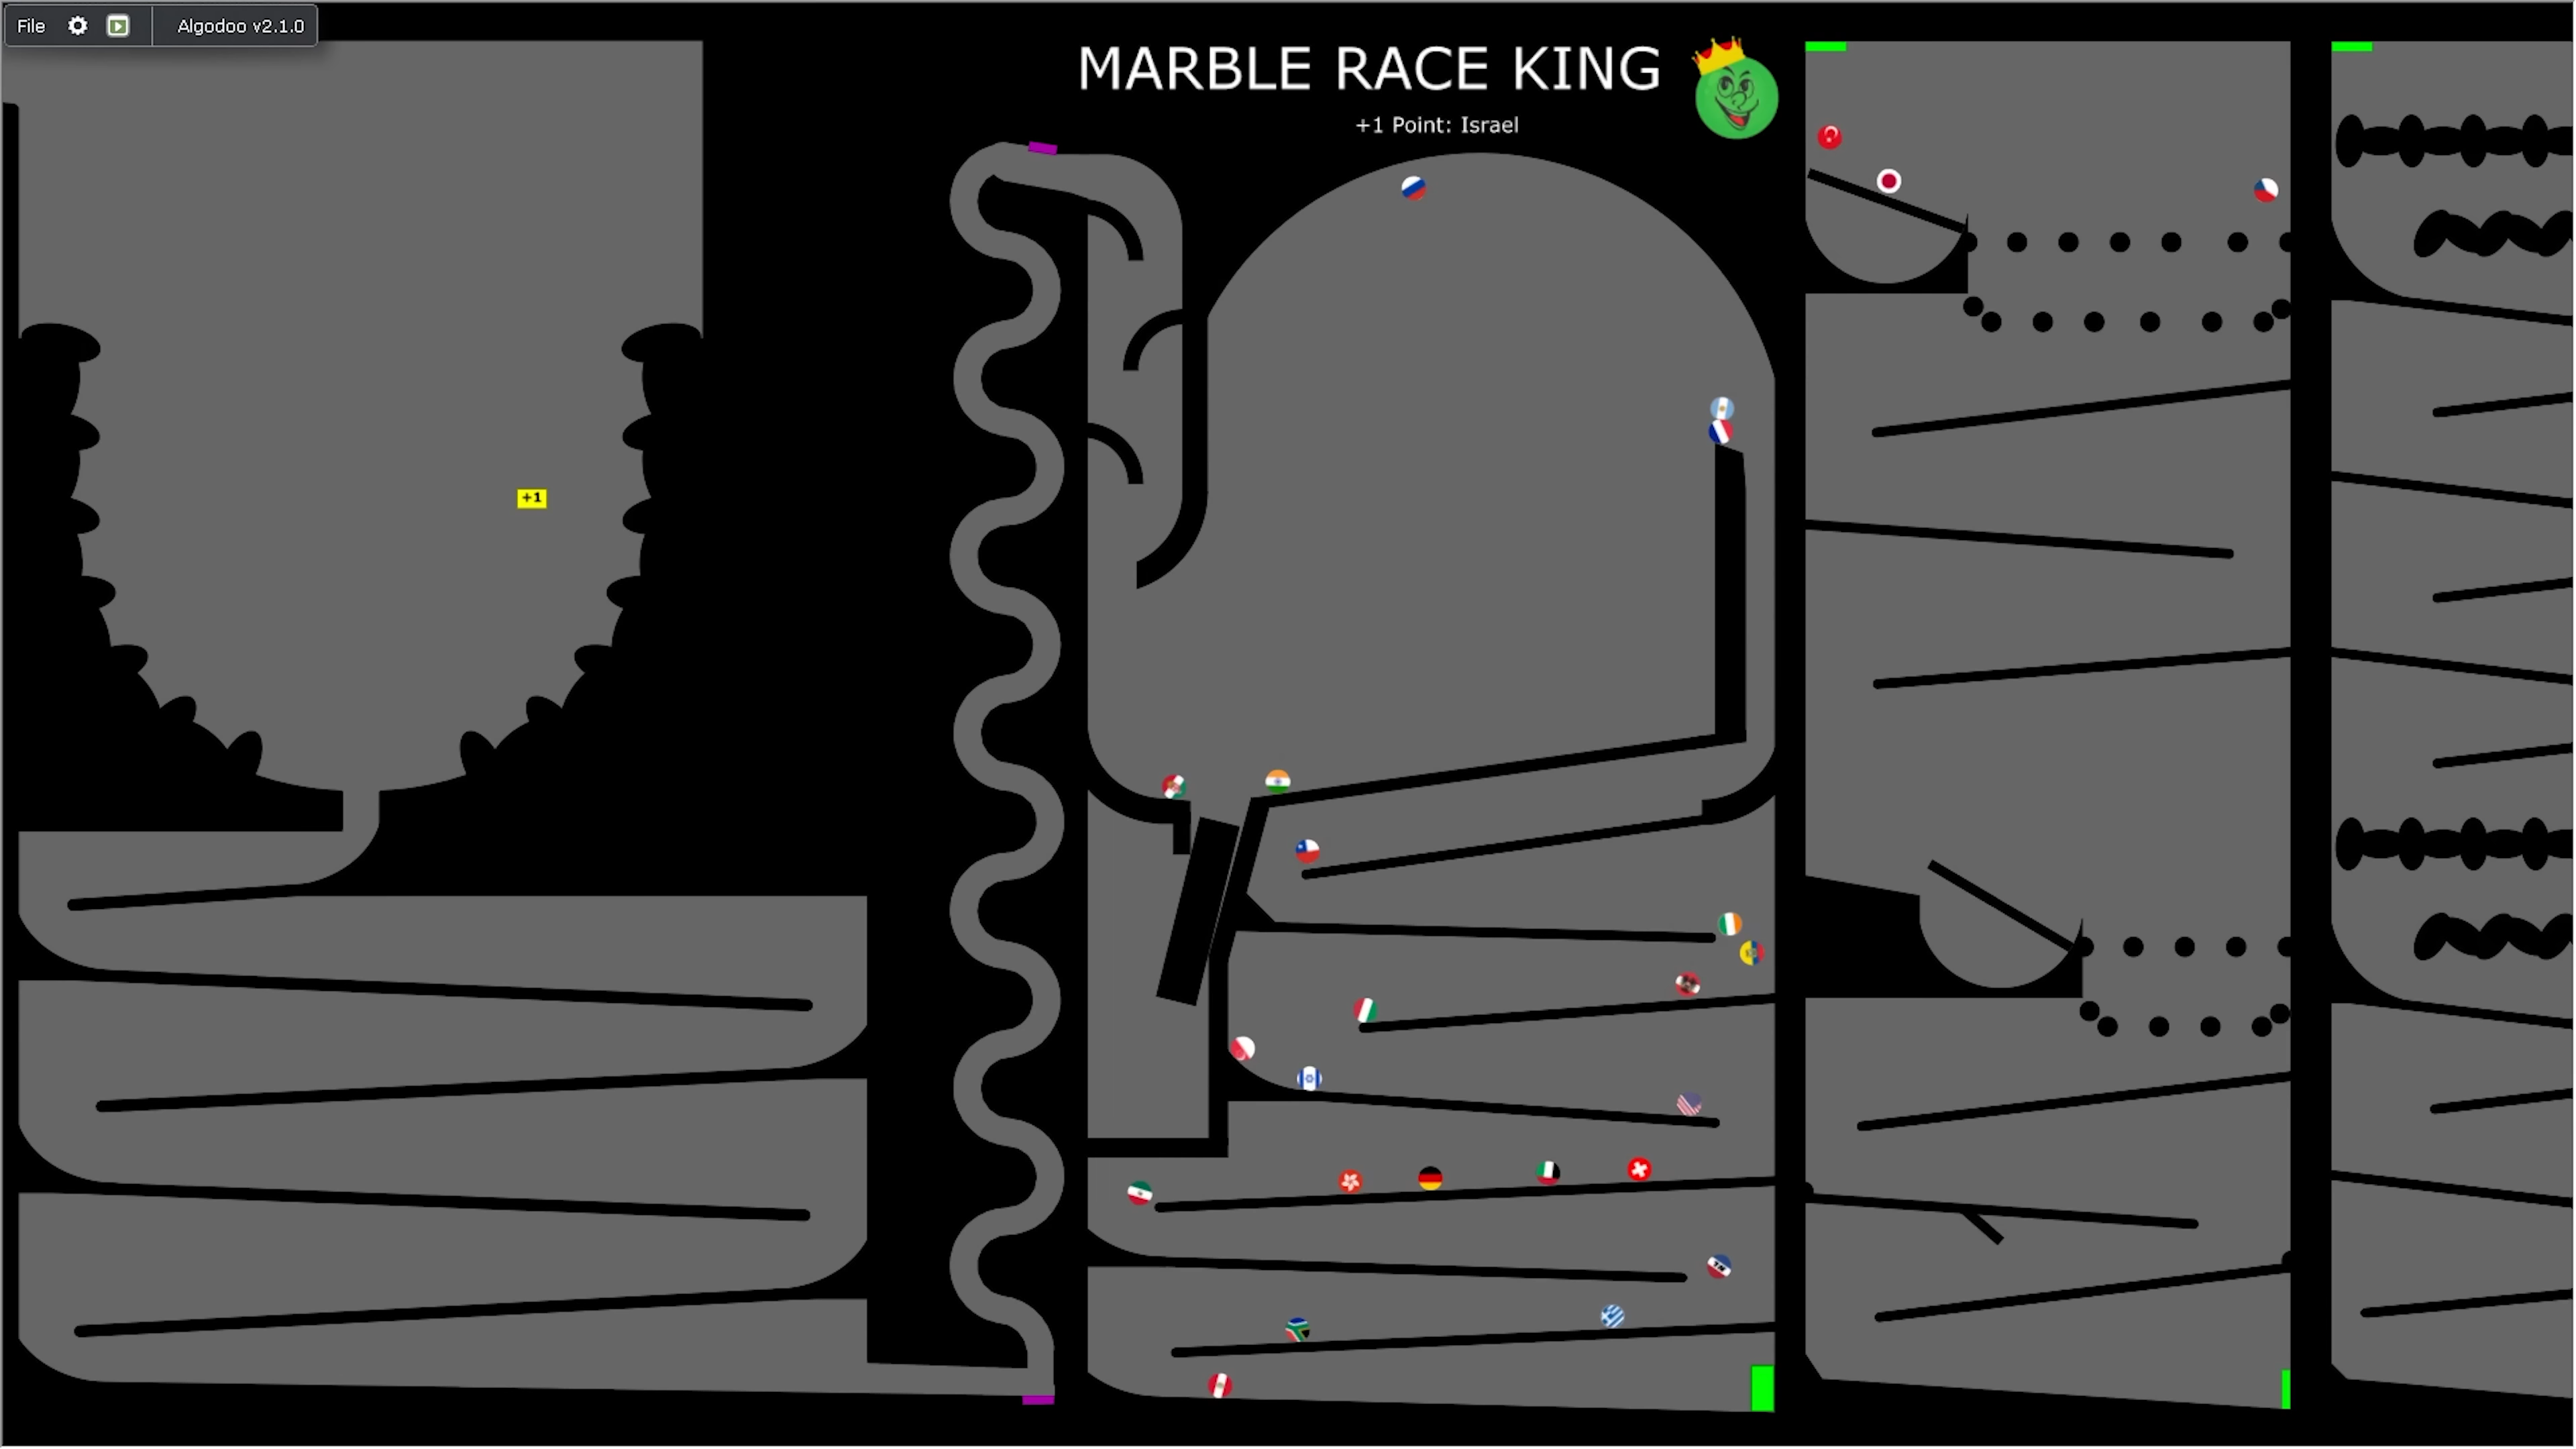 File Algodoo v2.1.0
MARBLE RACE KING
+1 Point: Israel
+1